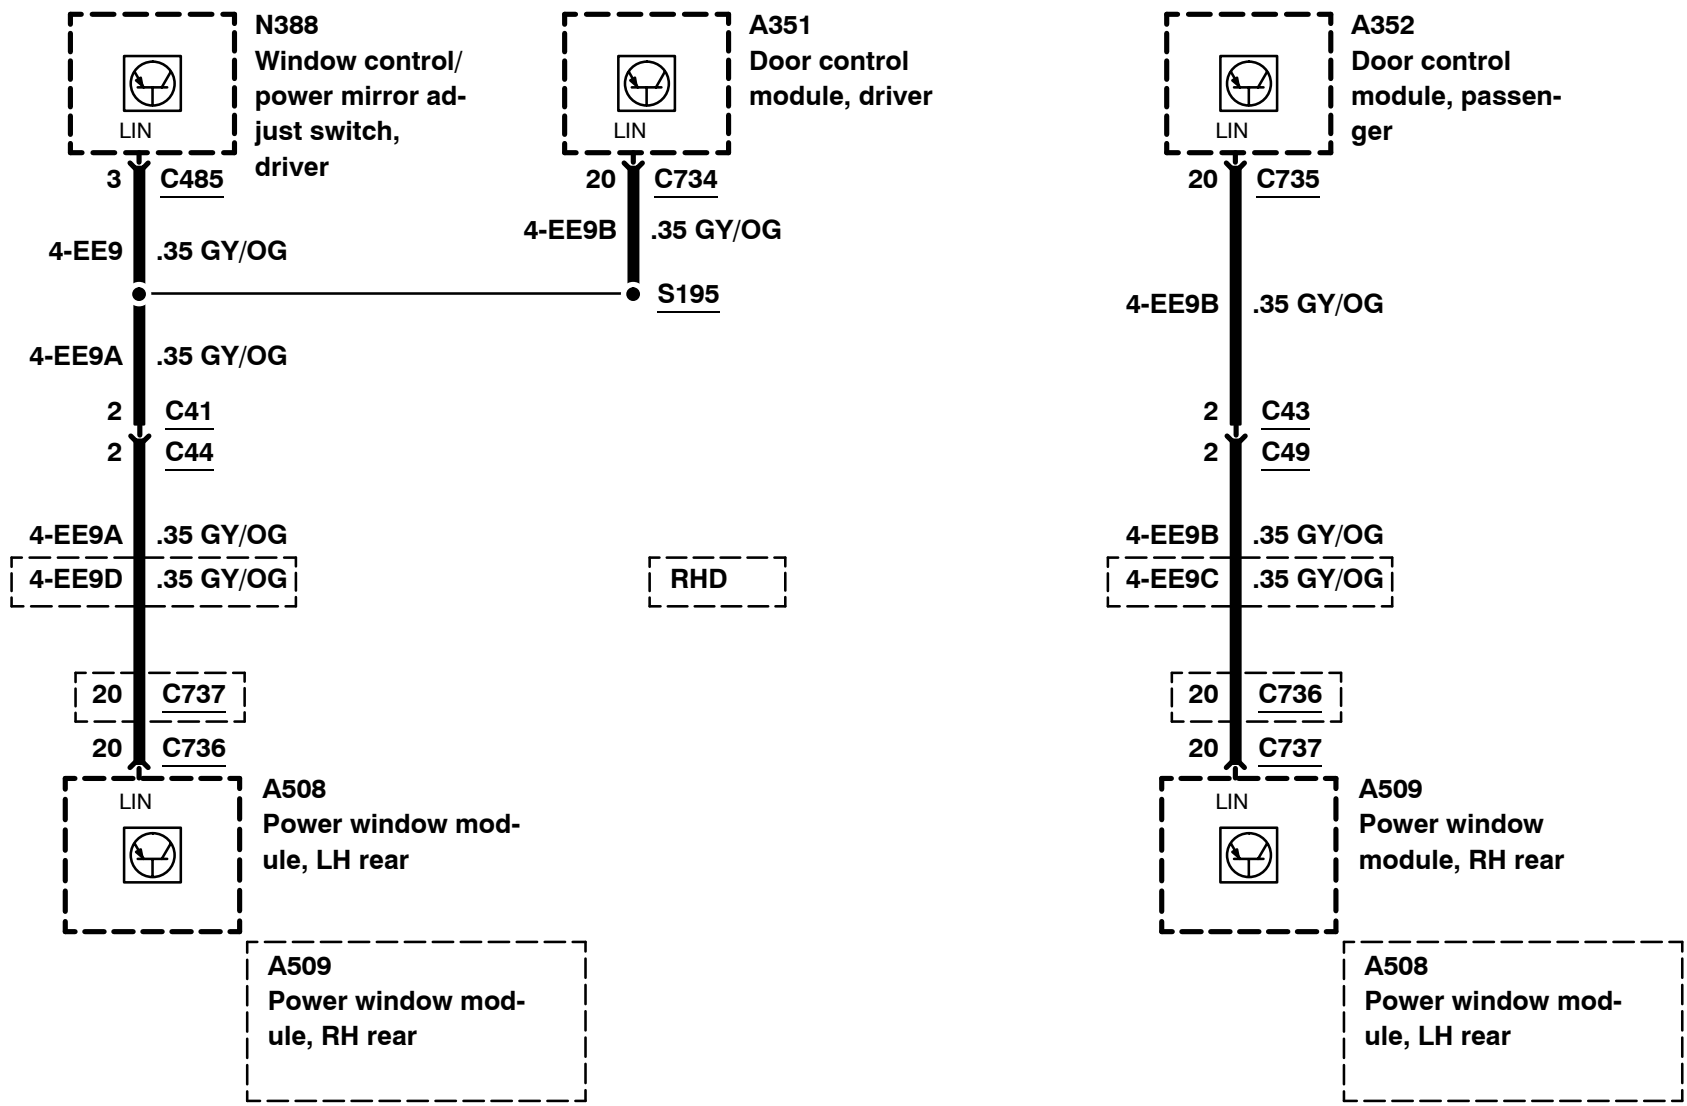 N388
Window control/
power mirror ad-
just switch,
driver
LIN
3 C485
4-EE9 .35 GY/OG
A351
Door control
module, driver
LIN
20 C734
4-EE9B .35 GY/OG
S195
4-EE9A .35 GY/OG
2 C41
2 C44
4-EE9A .35 GY/OG
4-EE9D .35 GY/OG
RHD
20 C737
20 C736
LIN
A508
Power window mod-
ule, LH rear
A509
Power window mod-
ule, RH rear
A352
Door control
module, passen-
ger
LIN
20 C735
4-EE9B .35 GY/OG
2 C43
2 C49
4-EE9B .35 GY/OG
4-EE9C .35 GY/OG
20 C736
20 C737
LIN
A509
Power window
module, RH rear
A508
Power window mod-
ule, LH rear